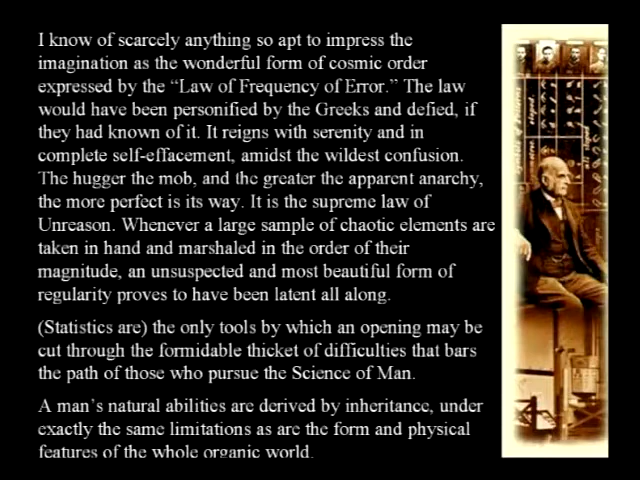 I know of scarcely anything so apt to impress the
imagination as the wonderful form of cosmic order
expressed by the “Law of Frequency of Error.” The law
would have been personified by the Greeks and defied, if
they had known of it. It reigns with serenity and in
complete self-effacement, amidst the wildest confusion.
The hugger the mob, and the greater the apparent anarchy,
the more perfect is its way. It is the supreme law of
Unreason. Whenever a large sample of chaotic elements are
taken in hand and marshaled in the order of their
magnitude, an unsuspected and most beautiful form of
regularity proves to have been latent all along.
(Statistics are) the only tools by which an opening may be
cut through the formidable thicket of difficulties that bars
the path of those who pursue the Science of Man.
A man’s natural abilities are derived by inheritance, under
exactly the same limitations as are the form and physical
features of the whole organic world.